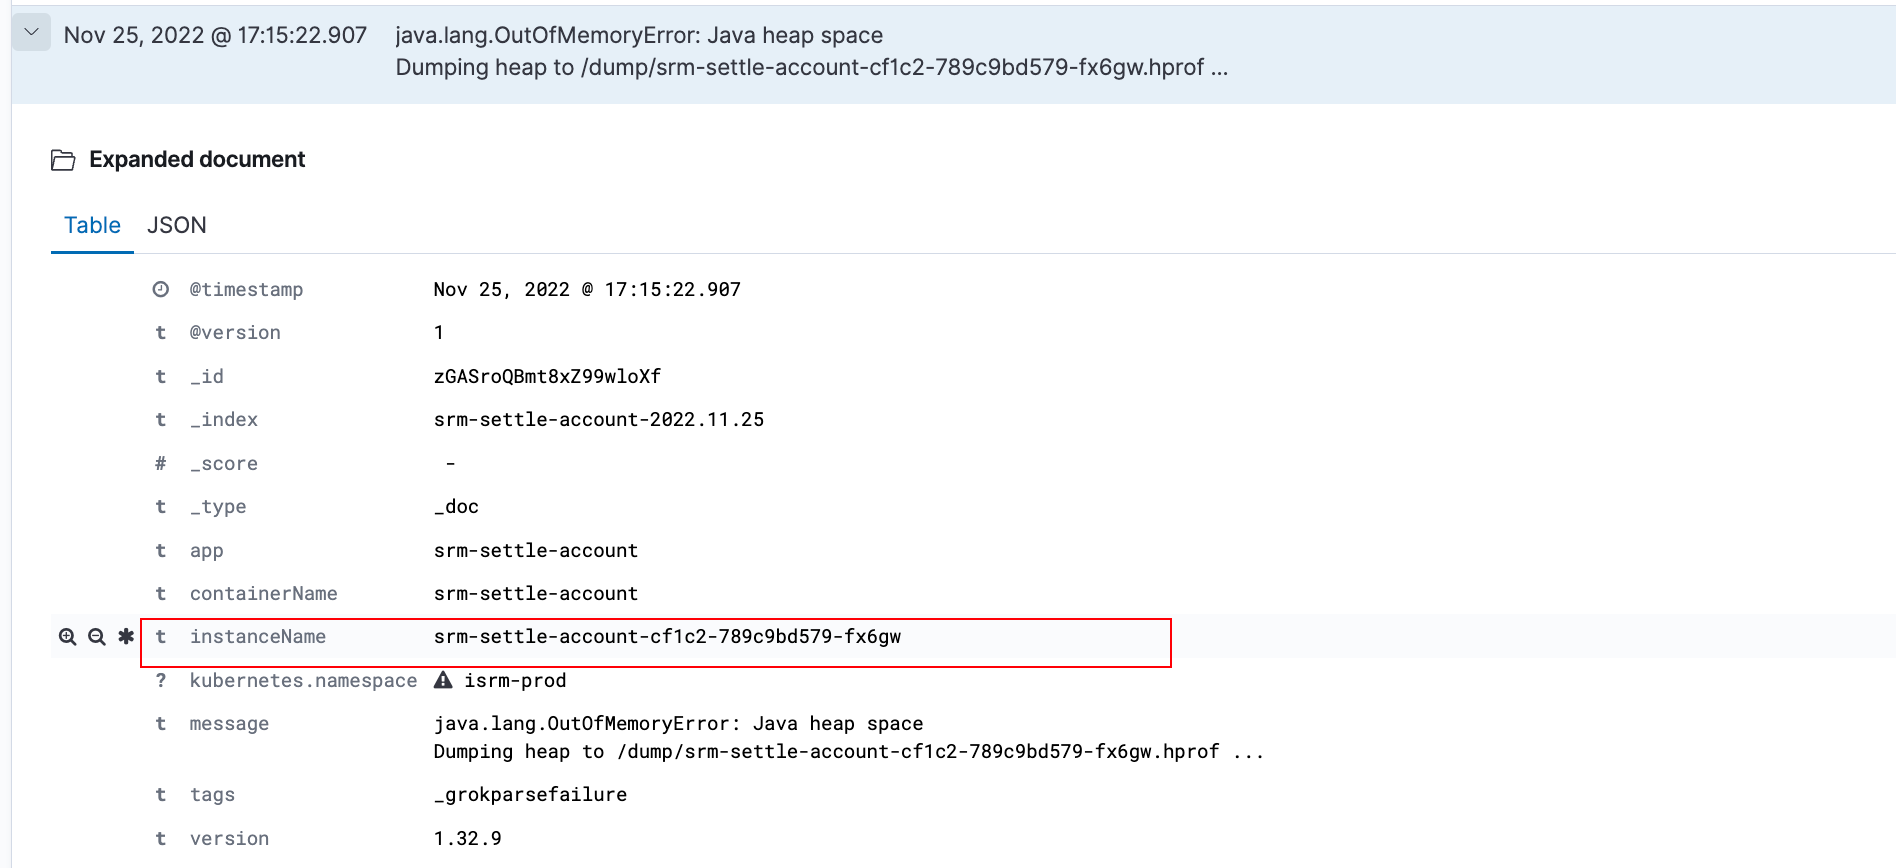 Nov 25, 2022 @ 17:15:22.907 java.lang.OutOfMemoryError: Java heap space
Dumping heap to /dump/srm-settle-account-cf1c2-789c9bd579-fx6gw.hprof ...
Expanded document
Table JSON
@timestamp Nov 25, 2022 @ 17:15:22.907
t @version 1
t _id zGASroQBmt8xZ99wloXf
t _index srm-settle-account-2022.11.25
# _score -
t _type _doc
t app srm-settle-account
t containerName srm-settle-account
t instanceName srm-settle-account-cf1c2-789c9bd579-fx6gw
? kubernetes.namespace isrm-prod
t message java.lang.OutOfMemoryError: Java heap space
Dumping heap to /dump/srm-settle-account-cf1c2-789c9bd579-fx6gw.hprof ...
t tags _grokparsefailure
t version 1.32.9